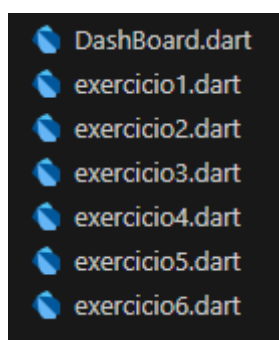 DashBoard.dart
exercicio1.dart
exercicio2.dart
exercicio3.dart
exercicio4.dart
exercicio5.dart
exercicio6.dart